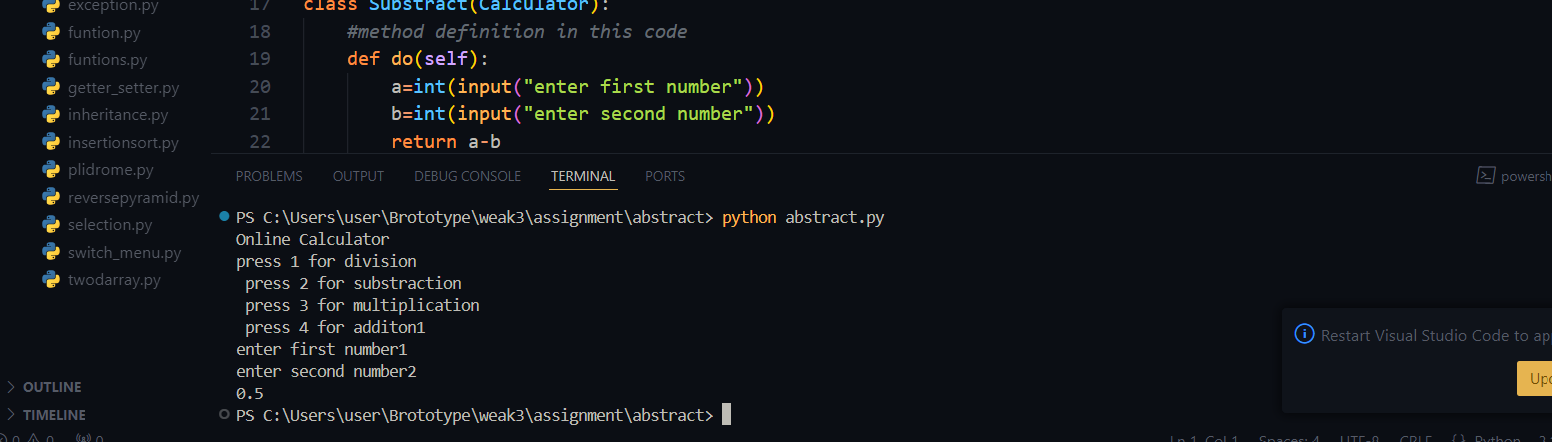 exception.py
funtion.py
funtions.py
getter_setter.py
inheritance.py
insertionsort.py
plidrome.py
reversepyramid.py
selection.py
switch_menu.py
twodarray.py
OUTLINE
TIMELINE
17 class Substract(Calculator):
18 #method definition in this code
19 def do(self):
20 a=int(input("enter first number"))
21 b=int(input("enter second number"))
22 return a-b
PROBLEMS OUTPUT DEBUG CONSOLE TERMINAL PORTS
powersh
PS C:\Users\user\Brototype\weak3\assignment\abstract> python abstract.py
Online Calculator
press 1 for division
press 2 for substraction
press 3 for multiplication
press 4 for additon1
enter first number1
enter second number2
0.5
PS C:\Users\user\Brototype\weak3\assignment\abstract>
Restart Visual Studio Code to ap
Upd
0 0 0 Ln 1, Col 1 Spaces: 4 UTF-8 CRLF {} Python